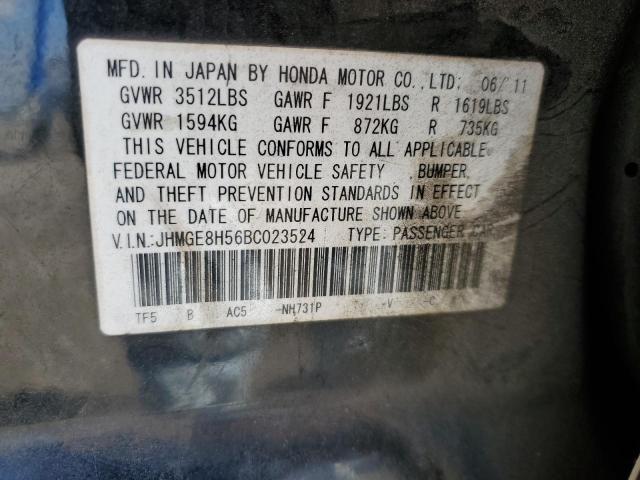 MFD. IN JAPAN BY HONDA MOTOR CO.,LTD: 06/11
GVWR 3512LBS GAWR F 1921LBS R 1619LBS
GVWR 1594KG GAWR F 872KG R 735KG
THIS VEHICLE CONFORMS TO ALL APPLICABLE
FEDERAL MOTOR VEHICLE SAFETY ,BUMPER,
AND THEFT PREVENTION STANDARDS IN EFFECT
ON THE DATE OF MANUFACTURE SHOWN ABOVE.
V.I.N:JHMGE8H56BC023524 TYPE: PASSENGER CAR
TF5 B AC5 -NH731P -V -C